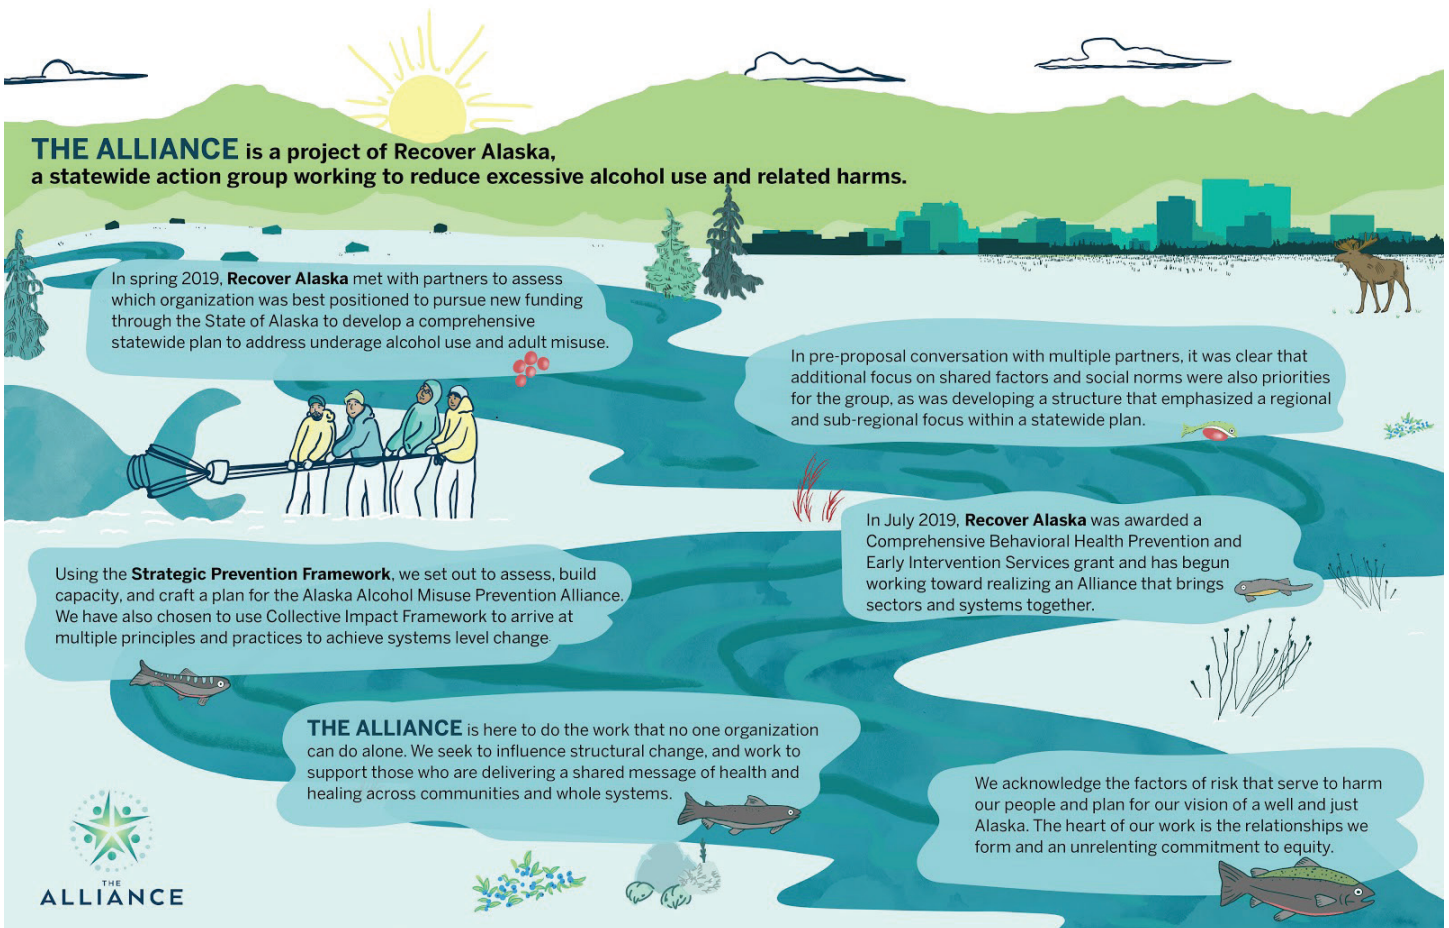 THE ALLIANCE is a project of Recover Alaska,
a statewide action group working to reduce excessive alcohol use and related harms.
In spring 2019, Recover Alaska met with partners to assess
which organization was best positioned to pursue new funding
through the State of Alaska to develop a comprehensive
statewide plan to address underage alcohol use and adult misuse.
In pre-proposal conversation with multiple partners, it was clear that
additional focus on shared factors and social norms were also priorities
for the group, as was developing a structure that emphasized a regional
and sub-regional focus within a statewide plan.
In July 2019, Recover Alaska was awarded a
Comprehensive Behavioral Health Prevention and
Early Intervention Services grant and has begun
working toward realizing an Alliance that brings
sectors and systems together.
Using the Strategic Prevention Framework, we set out to assess, build
capacity, and craft a plan for the Alaska Alcohol Misuse Prevention Alliance.
We have also chosen to use Collective Impact Framework to arrive at
multiple principles and practices to achieve systems level change.
THE ALLIANCE is here to do the work that no one organization
can do alone. We seek to influence structural change, and work to
support those who are delivering a shared message of health and
healing across communities and whole systems.
We acknowledge the factors of risk that serve to harm
our people and plan for our vision of a well and just
Alaska. The heart of our work is the relationships we
form and an unrelenting commitment to equity.
THE
ALLIANCE